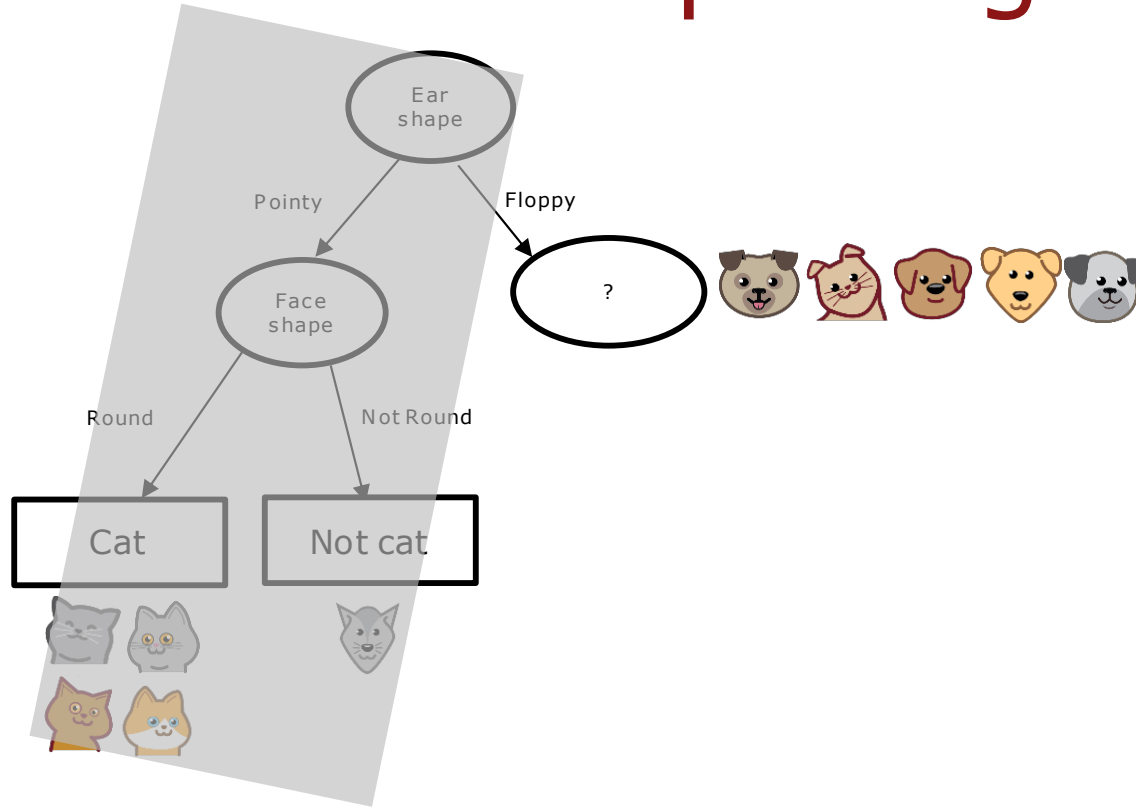 Ear
shape
Pointy
Floppy
Face
shape
?
Round
Not Round
Cat
Not cat